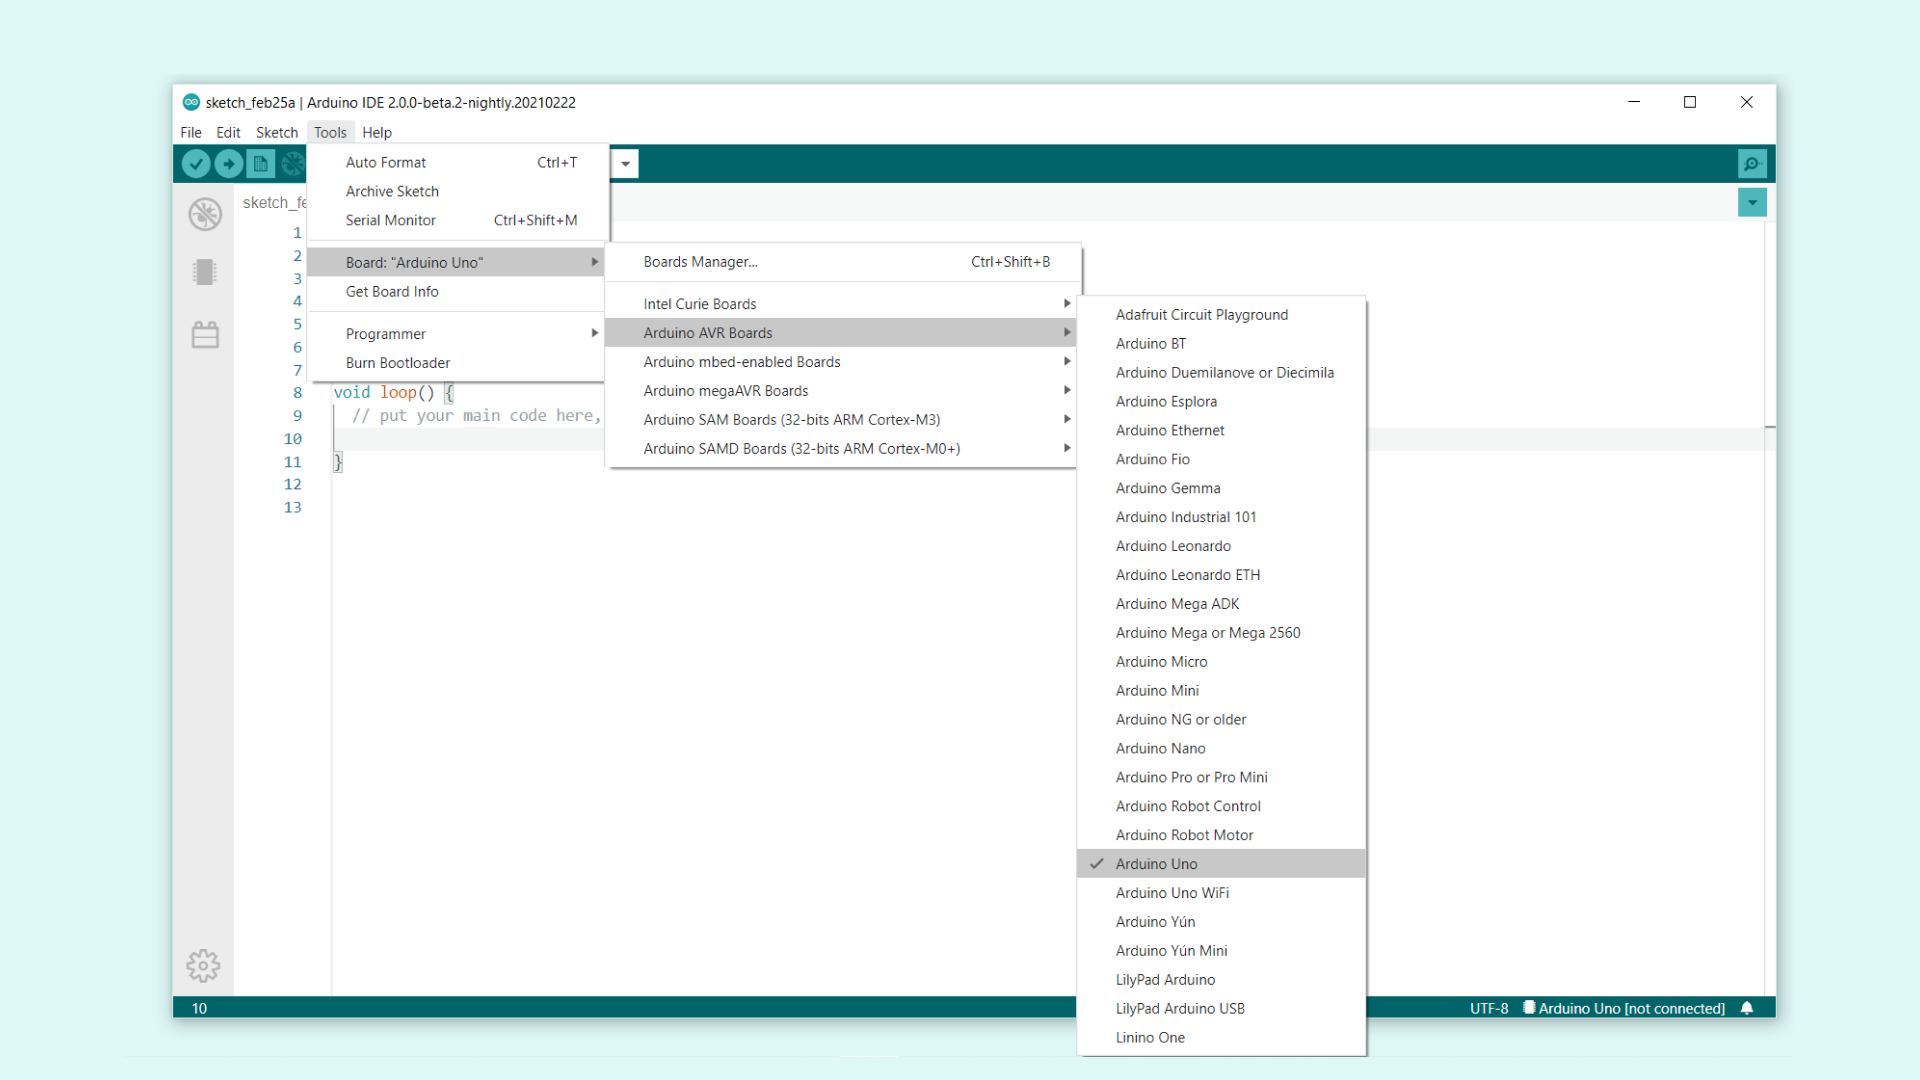 sketch_feb25a | Arduino IDE 2.0.0-beta.2-nightly.20210222
File Edit Sketch Tools Help
Auto Format Ctrl+T
Archive Sketch
Serial Monitor Ctrl+Shift+M
Board: "Arduino Uno"
Get Board Info
Programmer
Burn Bootloader
Boards Manager... Ctrl+Shift+B
Intel Curie Boards
Arduino AVR Boards
Arduino mbed-enabled Boards
Arduino megaAVR Boards
Arduino SAM Boards (32-bits ARM Cortex-M3)
Arduino SAMD Boards (32-bits ARM Cortex-M0+)
Adafruit Circuit Playground
Arduino BT
Arduino Duemilanove or Diecimila
Arduino Esplora
Arduino Ethernet
Arduino Fio
Arduino Gemma
Arduino Industrial 101
Arduino Leonardo
Arduino Leonardo ETH
Arduino Mega ADK
Arduino Mega or Mega 2560
Arduino Micro
Arduino Mini
Arduino NG or older
Arduino Nano
Arduino Pro or Pro Mini
Arduino Robot Control
Arduino Robot Motor
Arduino Uno
Arduino Uno WiFi
Arduino Yún
Arduino Yún Mini
LilyPad Arduino
LilyPad Arduino USB
Linino One
sketch_fe
1
2
3
4
5
6
7
8 void loop() {
9 // put your main code here,
10
11 }
12
13
10 UTF-8 Arduino Uno [not connected]